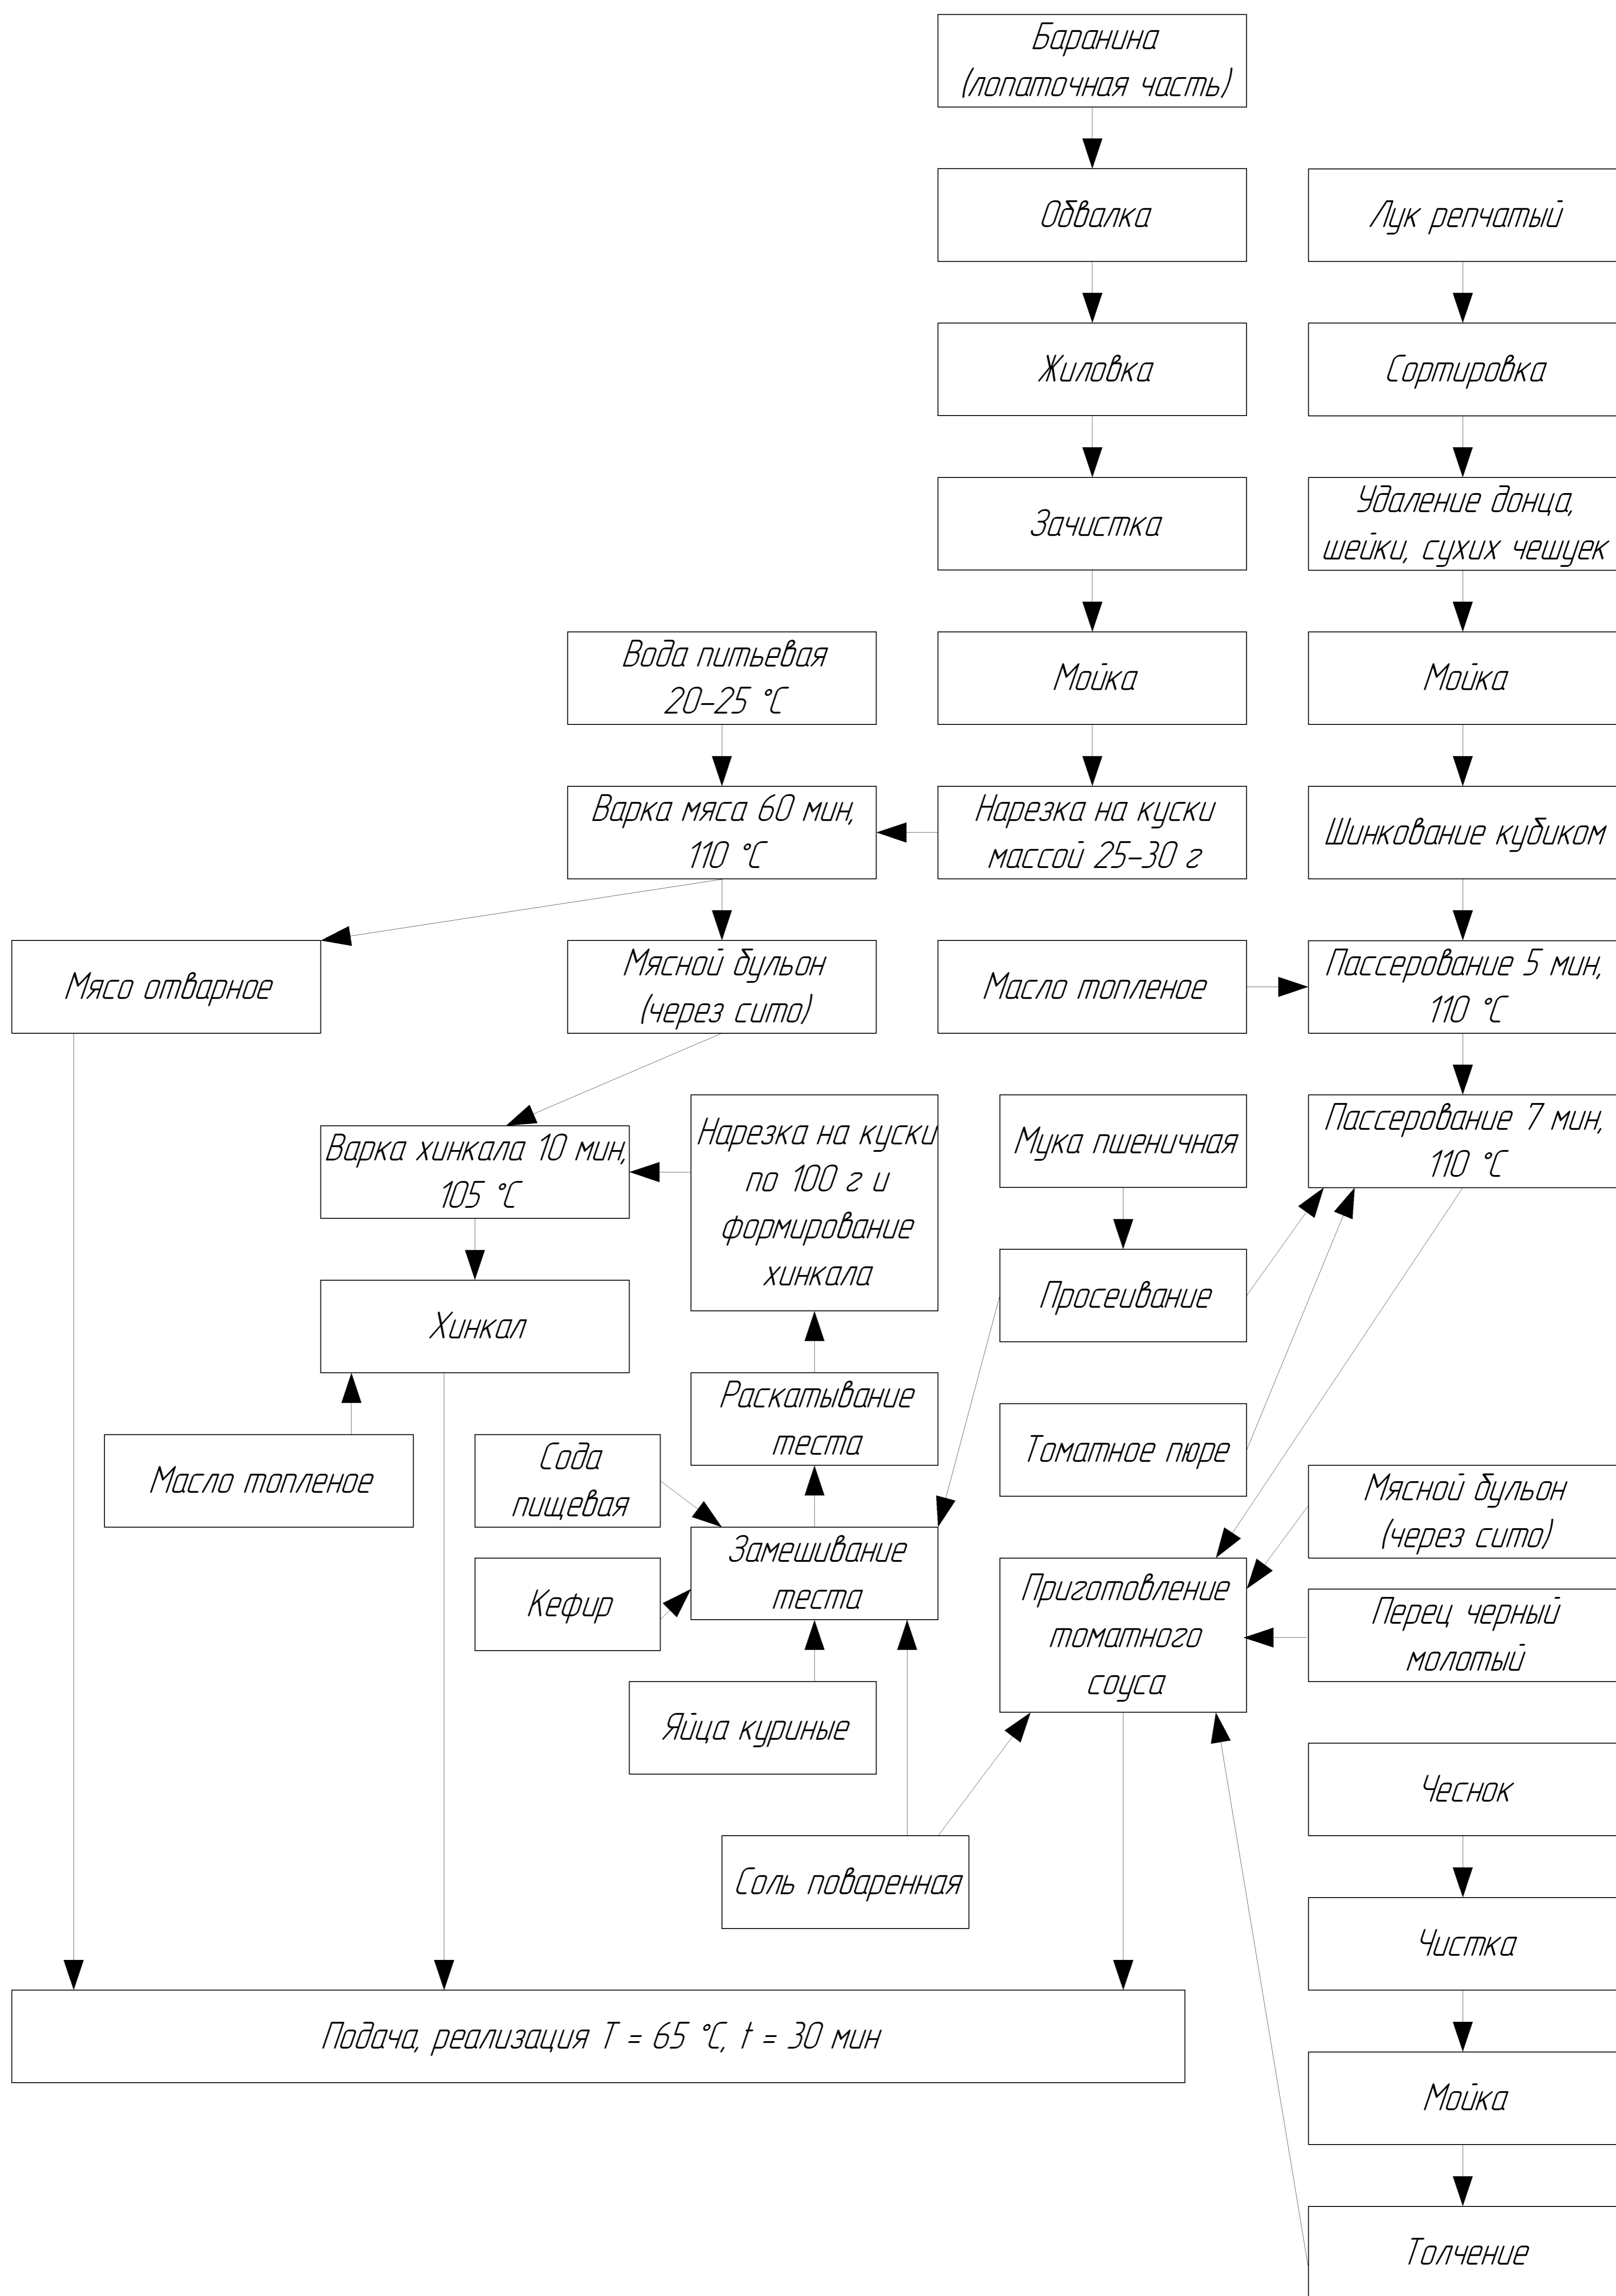 Баранина
(лопаточная часть)
Обвалка
Лук репчатый
Жиловка
Сортировка
Зачистка
Удаление донца,
шейки, сухих чешуек
Вода питьевая
20–25 °С
Мойка
Мойка
Варка мяса 60 мин,
110 °С
Нарезка на куски
массой 25–30 г
Шинкование кубиком
Мясо отварное
Мясной бульон
(через сито)
Масло топленое
Пассерование 5 мин,
110 °С
Варка хинкала 10 мин,
105 °С
Нарезка на куски
по 100 г и
формирование
хинкала
Мука пшеничная
Пассерование 7 мин,
110 °С
Хинкал
Просеивание
Раскатывание
теста
Томатное пюре
Масло топленое
Сода
пищевая
Мясной бульон
(через сито)
Замешивание
теста
Кефир
Приготовление
томатного
соуса
Перец черный
молотый
Яйца куриные
Чеснок
Соль поваренная
Чистка
Подача, реализация T = 65 °С, t = 30 мин
Мойка
Толчение